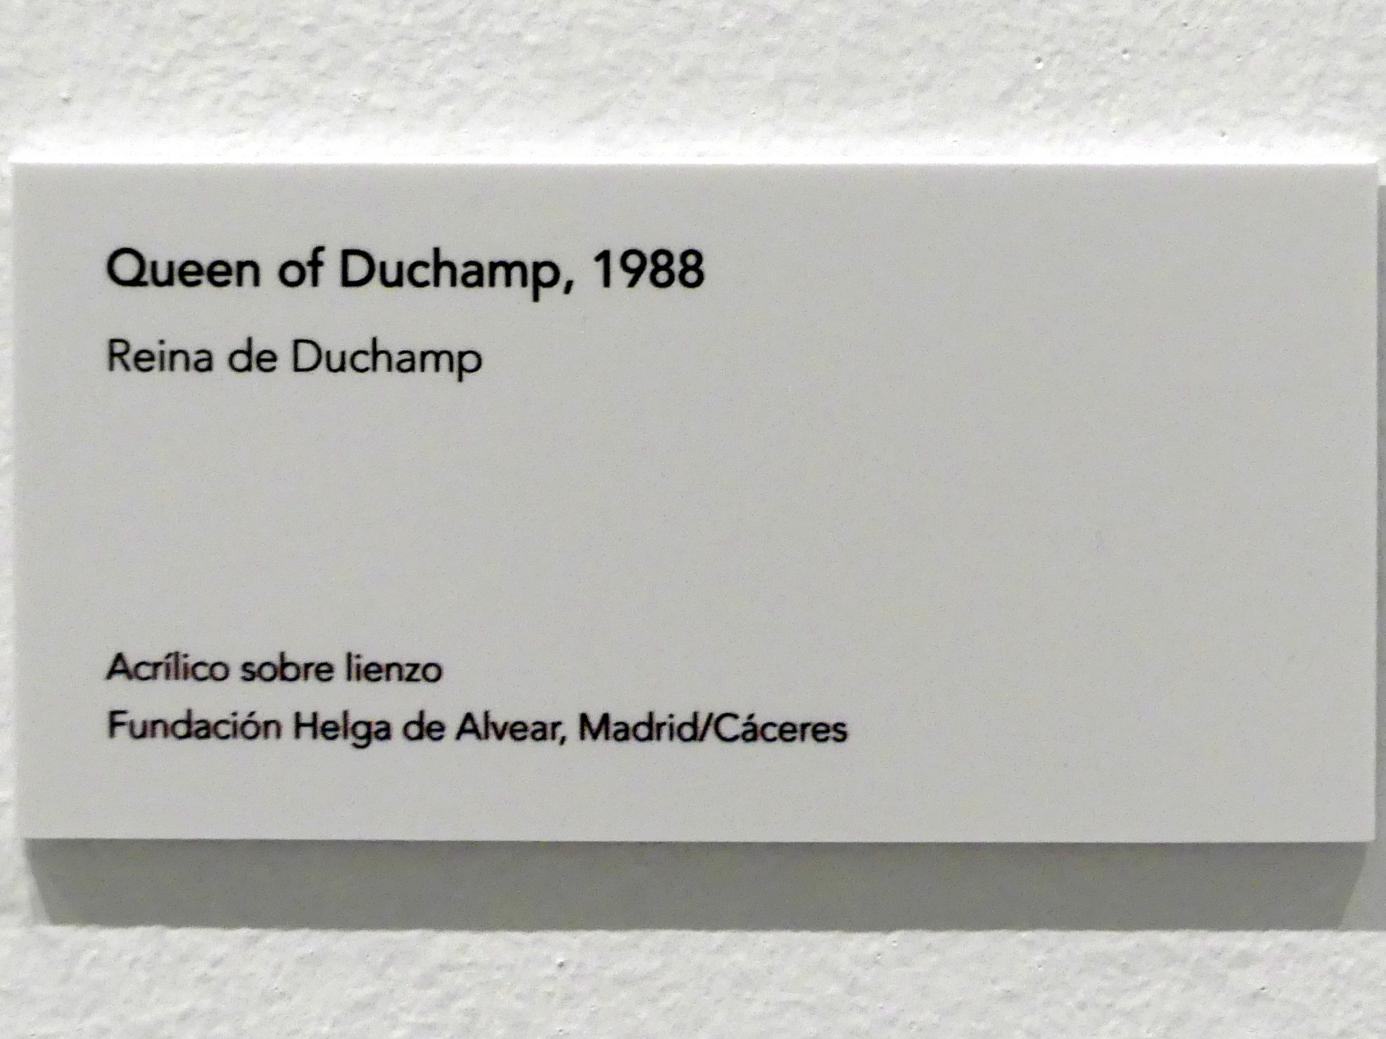 Queen of Duchamp, 1988
Reina de Duchamp
Acrílico sobre lienzo
Fundación Helga de Alvear, Madrid/Cáceres